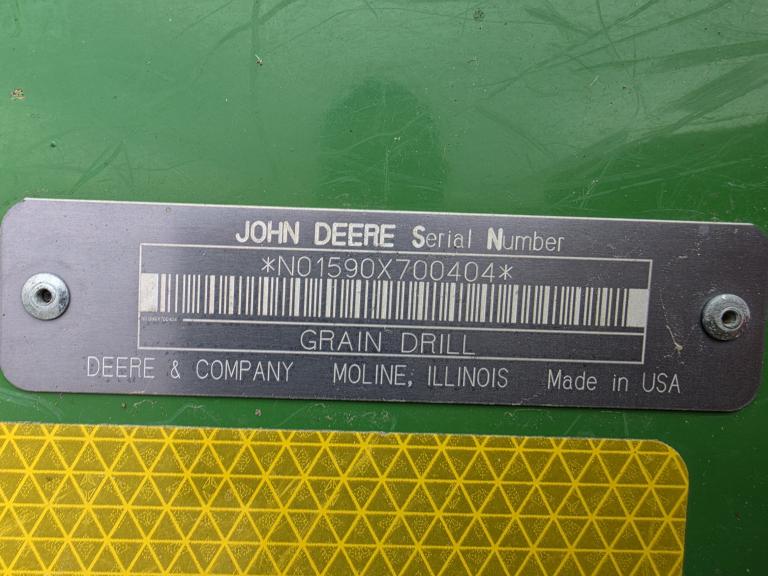 JOHN DEERE Serial Number
*N01590X700404*
GRAIN DRILL
DEERE & COMPANY MOLINE, ILLINOIS Made in USA